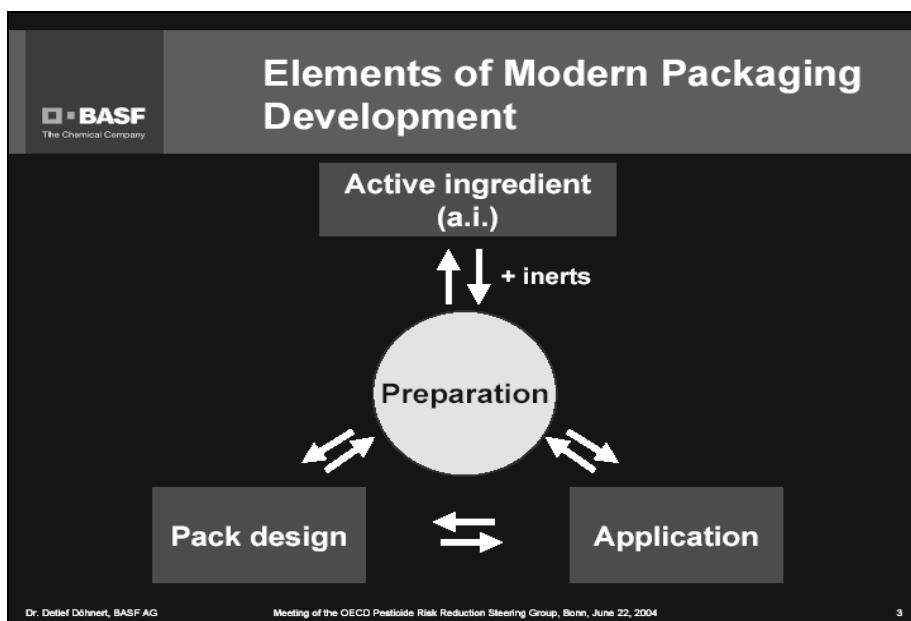 Elements of Modern Packaging
Development
BASF
The Chemical Company
Active ingredient
(a.i.)
+ inerts
Preparation
Pack design
Application
Dr. Detlef Döhnert, BASF AG
Meeting of the OECD Pesticide Risk Reduction Steering Group, Bonn, June 22, 2004
3